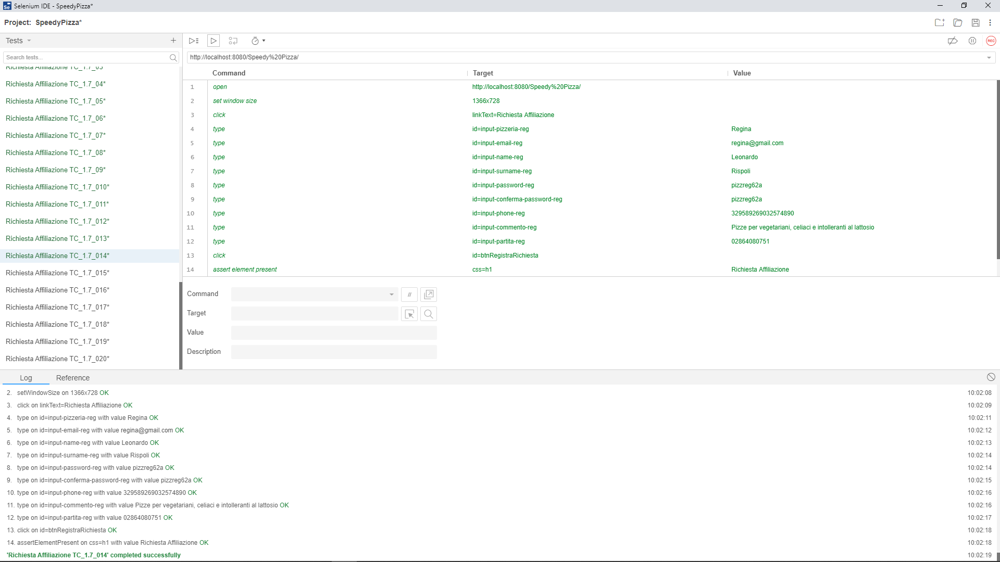 Selenium IDE - SpeedyPizza*
Project: SpeedyPizza*
Tests
Search tests...
http://localhost:8080/Speedy%20Pizza/
REC
Richiesta Affiliazione TC_1.7_03*
Richiesta Affiliazione TC_1.7_04*
Richiesta Affiliazione TC_1.7_05*
Richiesta Affiliazione TC_1.7_06*
Richiesta Affiliazione TC_1.7_07*
Richiesta Affiliazione TC_1.7_08*
Richiesta Affiliazione TC_1.7_09*
Richiesta Affiliazione TC_1.7_010*
Richiesta Affiliazione TC_1.7_011*
Richiesta Affiliazione TC_1.7_012*
Richiesta Affiliazione TC_1.7_013*
Richiesta Affiliazione TC_1.7_014*
Richiesta Affiliazione TC_1.7_015*
Richiesta Affiliazione TC_1.7_016*
Richiesta Affiliazione TC_1.7_017*
Richiesta Affiliazione TC_1.7_018*
Richiesta Affiliazione TC_1.7_019*
Richiesta Affiliazione TC_1.7_020*
Command Target Value
1 open http://localhost:8080/Speedy%20Pizza/
2 set window size 1366x728
3 click linkText=Richiesta Affiliazione
4 type id=input-pizzeria-reg Regina
5 type id=input-email-reg regina@gmail.com
6 type id=input-name-reg Leonardo
7 type id=input-surname-reg Rispoli
8 type id=input-password-reg pizzreg62a
9 type id=input-conferma-password-reg pizzreg62a
10 type id=input-phone-reg 329589269032574890
11 type id=input-commento-reg Pizze per vegetariani, celiaci e intolleranti al lattosio
12 type id=input-partita-reg 02864080751
13 click id=btnRegistraRichiesta
14 assert element present css=h1 Richiesta Affiliazione
Command //
Target
Value
Description
Log Reference
2. setWindowSize on 1366x728 OK 10:02:08
3. click on linkText=Richiesta Affiliazione OK 10:02:09
4. type on id=input-pizzeria-reg with value Regina OK 10:02:11
5. type on id=input-email-reg with value regina@gmail.com OK 10:02:12
6. type on id=input-name-reg with value Leonardo OK 10:02:13
7. type on id=input-surname-reg with value Rispoli OK 10:02:14
8. type on id=input-password-reg with value pizzreg62a OK 10:02:14
9. type on id=input-conferma-password-reg with value pizzreg62a OK 10:02:15
10. type on id=input-phone-reg with value 329589269032574890 OK 10:02:16
11. type on id=input-commento-reg with value Pizze per vegetariani, celiaci e intolleranti al lattosio OK 10:02:16
12. type on id=input-partita-reg with value 02864080751 OK 10:02:17
13. click on id=btnRegistraRichiesta OK 10:02:18
14. assertElementPresent on css=h1 with value Richiesta Affiliazione OK 10:02:18
'Richiesta Affiliazione TC_1.7_014' completed successfully 10:02:19